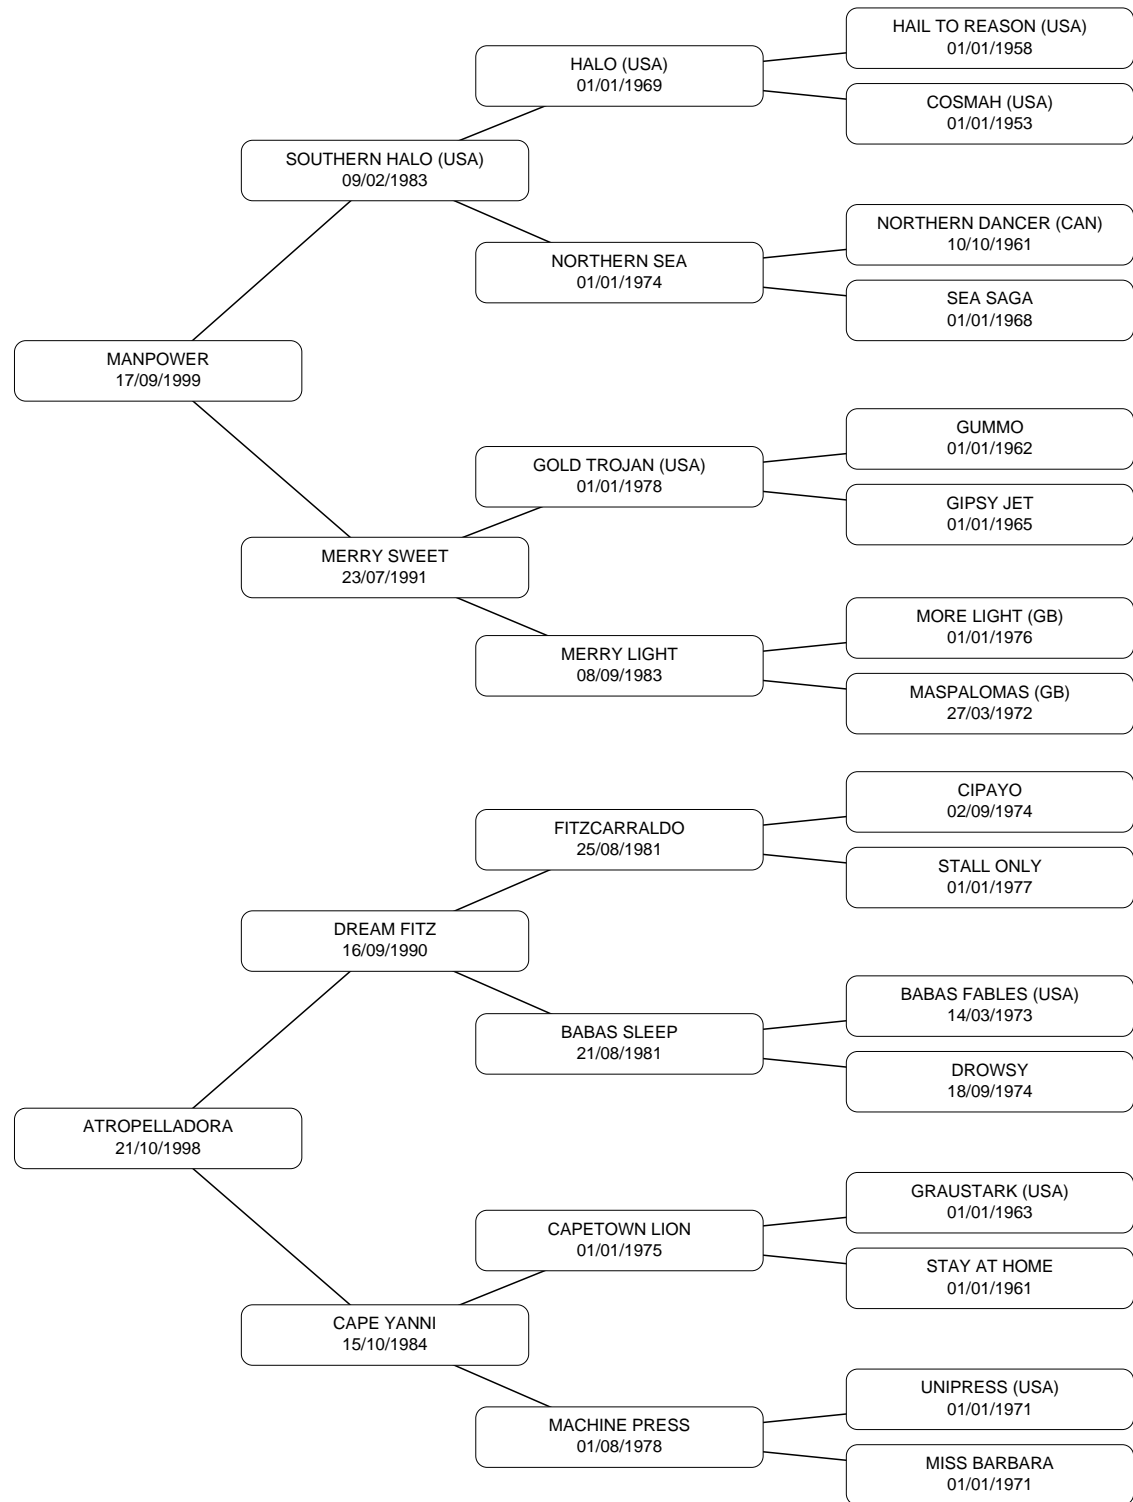 HAIL TO REASON (USA)
01/01/1958
HALO (USA)
01/01/1969
COSMAH (USA)
01/01/1953
SOUTHERN HALO (USA)
09/02/1983
NORTHERN DANCER (CAN)
10/10/1961
NORTHERN SEA
01/01/1974
SEA SAGA
01/01/1968
MANPOWER
17/09/1999
GUMMO
01/01/1962
GOLD TROJAN (USA)
01/01/1978
GIPSY JET
01/01/1965
MERRY SWEET
23/07/1991
MORE LIGHT (GB)
01/01/1976
MERRY LIGHT
08/09/1983
MASPALOMAS (GB)
27/03/1972
CIPAYO
02/09/1974
FITZCARRALDO
25/08/1981
STALL ONLY
01/01/1977
DREAM FITZ
16/09/1990
BABAS FABLES (USA)
14/03/1973
BABAS SLEEP
21/08/1981
DROWSY
18/09/1974
ATROPELLADORA
21/10/1998
GRAUSTARK (USA)
01/01/1963
CAPETOWN LION
01/01/1975
STAY AT HOME
01/01/1961
CAPE YANNI
15/10/1984
UNIPRESS (USA)
01/01/1971
MACHINE PRESS
01/08/1978
MISS BARBARA
01/01/1971